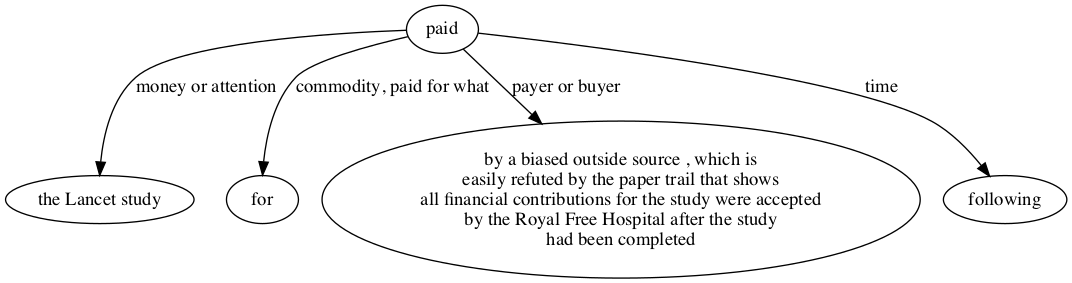 paid
money or attention
commodity, paid for what
payer or buyer
time
the Lancet study
for
by a biased outside source , which is
easily refuted by the paper trail that shows
all financial contributions for the study were accepted
by the Royal Free Hospital after the study
had been completed
following